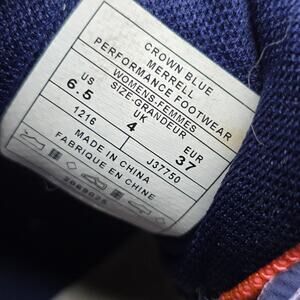 CROWN BLUE
MERRELL
PERFORMANCE FOOTWEAR
WOMENS-FEMMES
SIZE-GRANDEUR
US UK EUR
6.5 4 37
1216 J37750
MADE IN CHINA
FABRIQUE EN CHINE